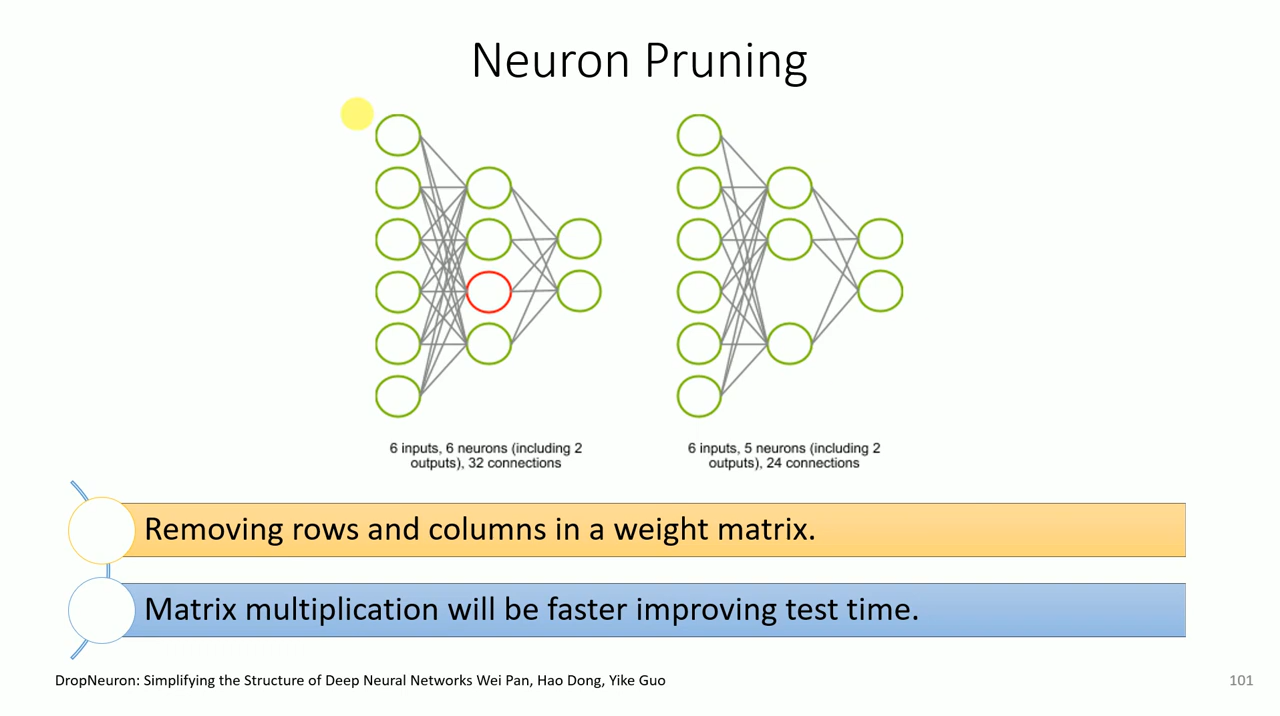 Neuron Pruning
6 inputs, 6 neurons (including 2
outputs), 32 connections
6 inputs, 5 neurons (including 2
outputs), 24 connections
Removing rows and columns in a weight matrix.
Matrix multiplication will be faster improving test time.
DropNeuron: Simplifying the Structure of Deep Neural Networks Wei Pan, Hao Dong, Yike Guo
101